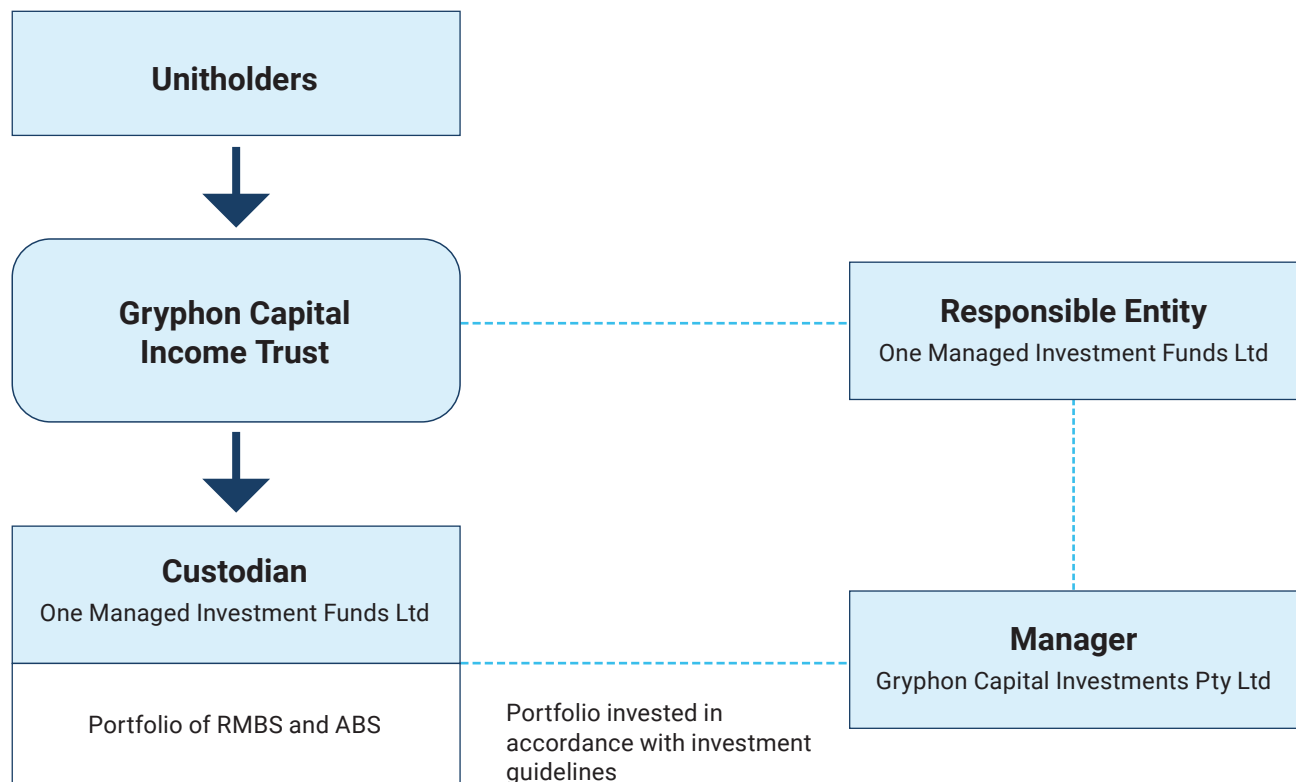 Unitholders
Gryphon Capital
Income Trust
Responsible Entity
One Managed Investment Funds Ltd
Custodian
One Managed Investment Funds Ltd
Manager
Gryphon Capital Investments Pty Ltd
Portfolio of RMBS and ABS
Portfolio invested in
accordance with investment
guidelines